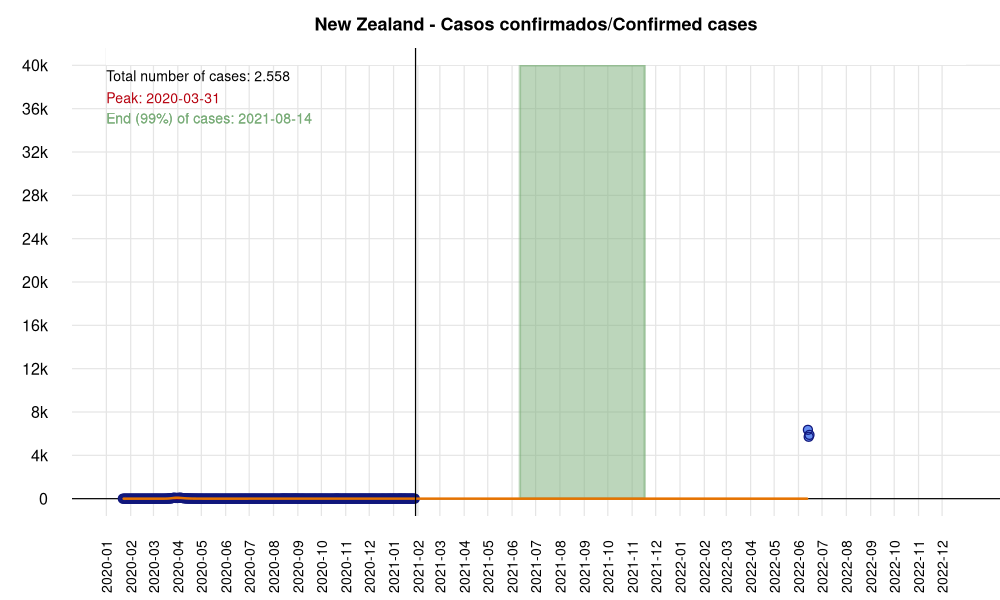 New Zealand - Casos confirmados/Confirmed cases
Total number of cases: 2.558
Peak: 2020-03-31
End (99%) of cases: 2021-08-14
40k
36k
32k
28k
24k
20k
16k
12k
8k
4k
0
2020-01
2020-02
2020-03
2020-04
2020-05
2020-06
2020-07
2020-08
2020-09
2020-10
2020-11
2020-12
2021-01
2021-02
2021-03
2021-04
2021-05
2021-06
2021-07
2021-08
2021-09
2021-10
2021-11
2021-12
2022-01
2022-02
2022-03
2022-04
2022-05
2022-06
2022-07
2022-08
2022-09
2022-10
2022-11
2022-12